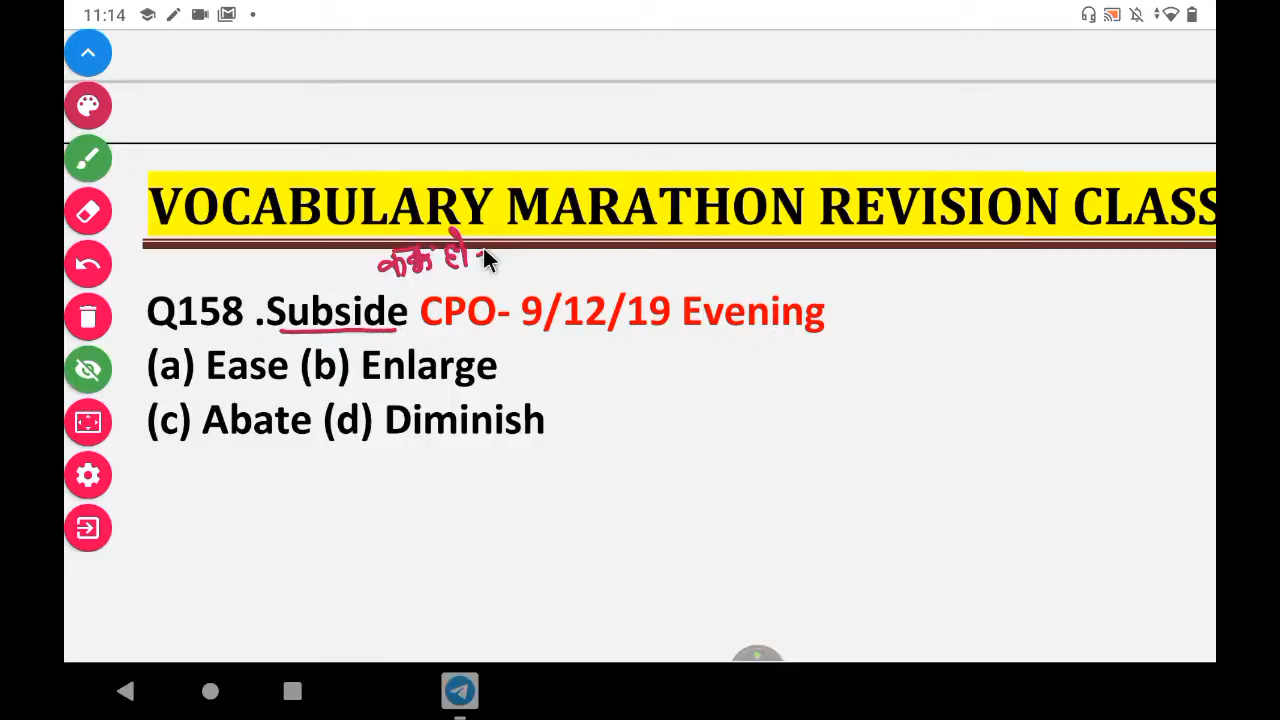 11:14
VOCABULARY MARATHON REVISION CLASS
Q158 .Subside CPO- 9/12/19 Evening
(a) Ease (b) Enlarge
(c) Abate (d) Diminish